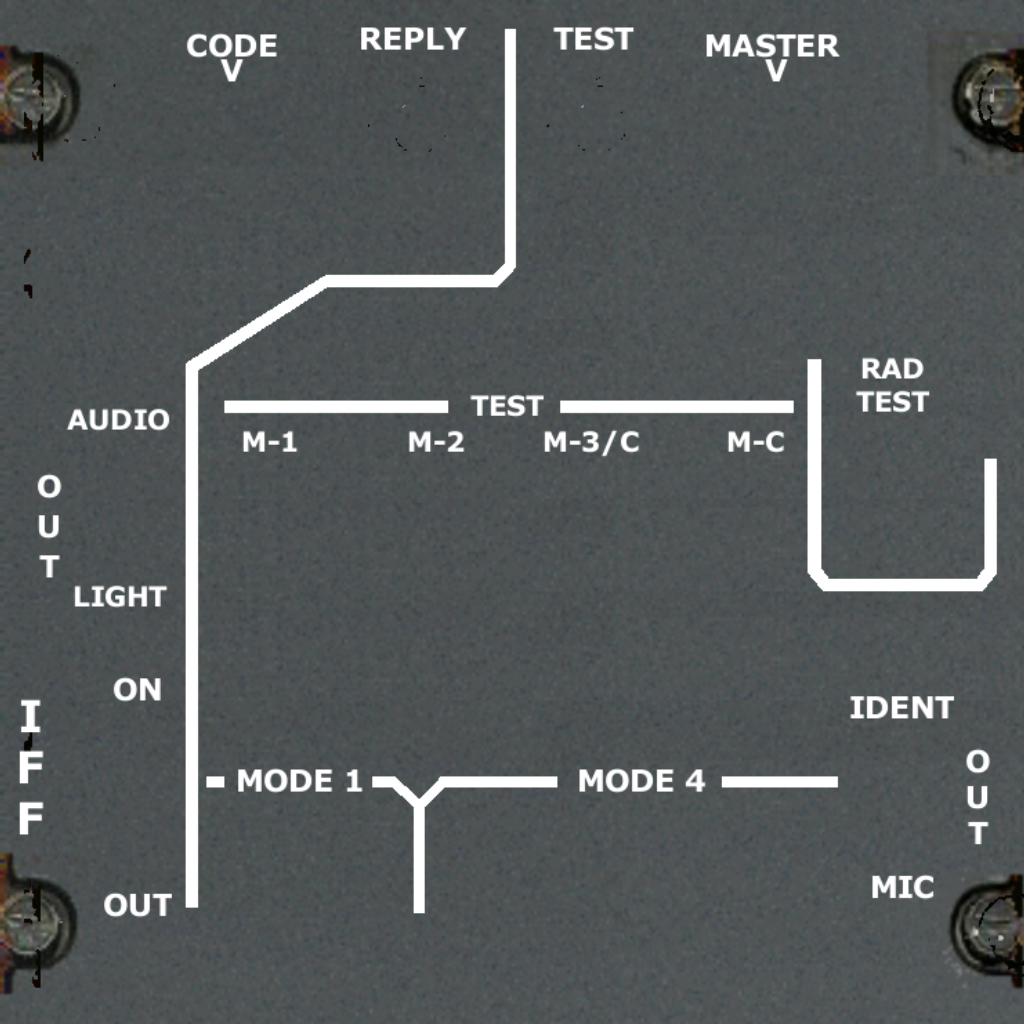 CODE
V
REPLY
TEST
MASTER
V
RAD
TEST
TEST
AUDIO
M-1
M-2
M-3/C
M-C
OUT
LIGHT
ON
IFF
IDENT
OUT
MODE 1
MODE 4
MIC
OUT